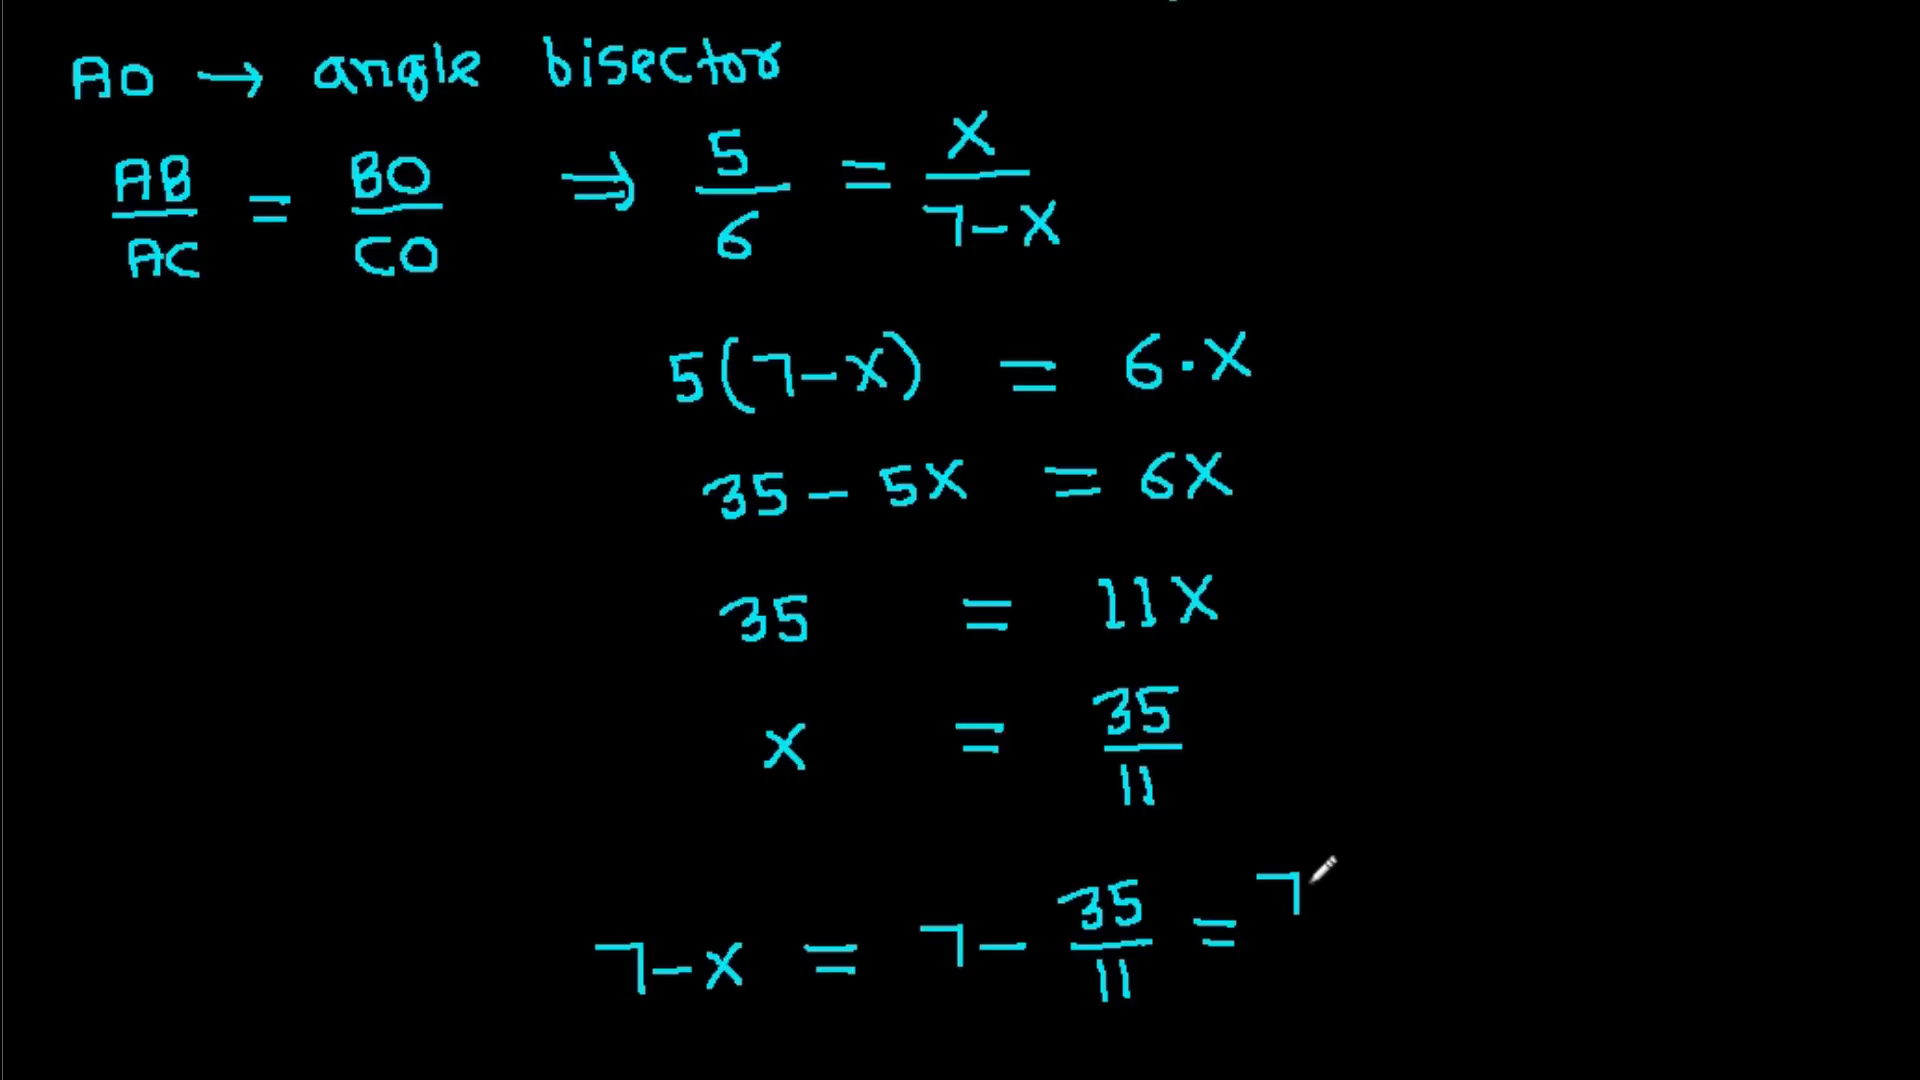 AO → angle bisector
AB/AC = BO/CO ⇒ 5/6 = x/(7-x)
5(7-x) = 6·x
35 - 5x = 6x
35 = 11x
x = 35/11
7-x = 7 - 35/11 = 7